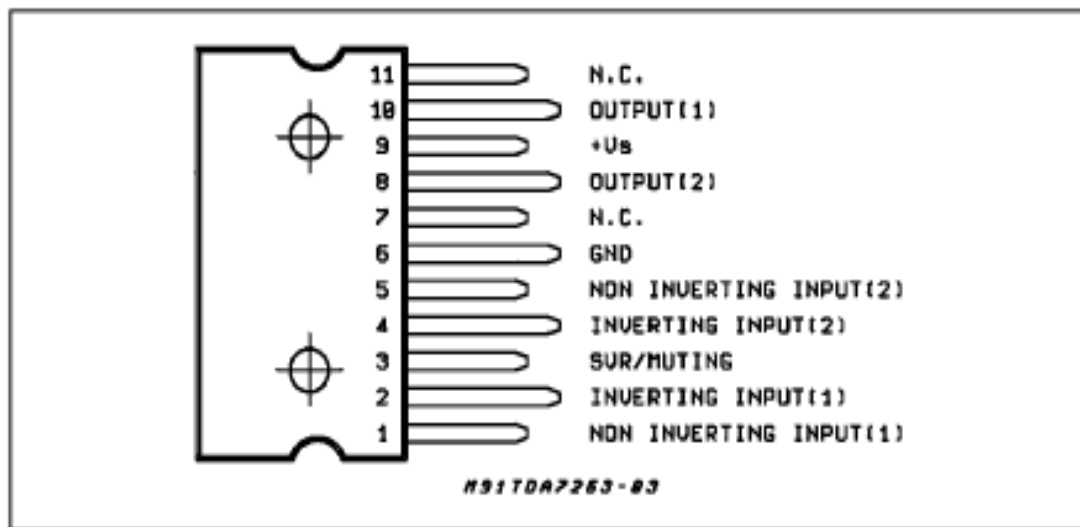 11 N.C.
10 OUTPUT(1)
9 +Vs
8 OUTPUT(2)
7 N.C.
6 GND
5 NON INVERTING INPUT(2)
4 INVERTING INPUT(2)
3 SVR/MUTING
2 INVERTING INPUT(1)
1 NON INVERTING INPUT(1)
M91TDA7263-03